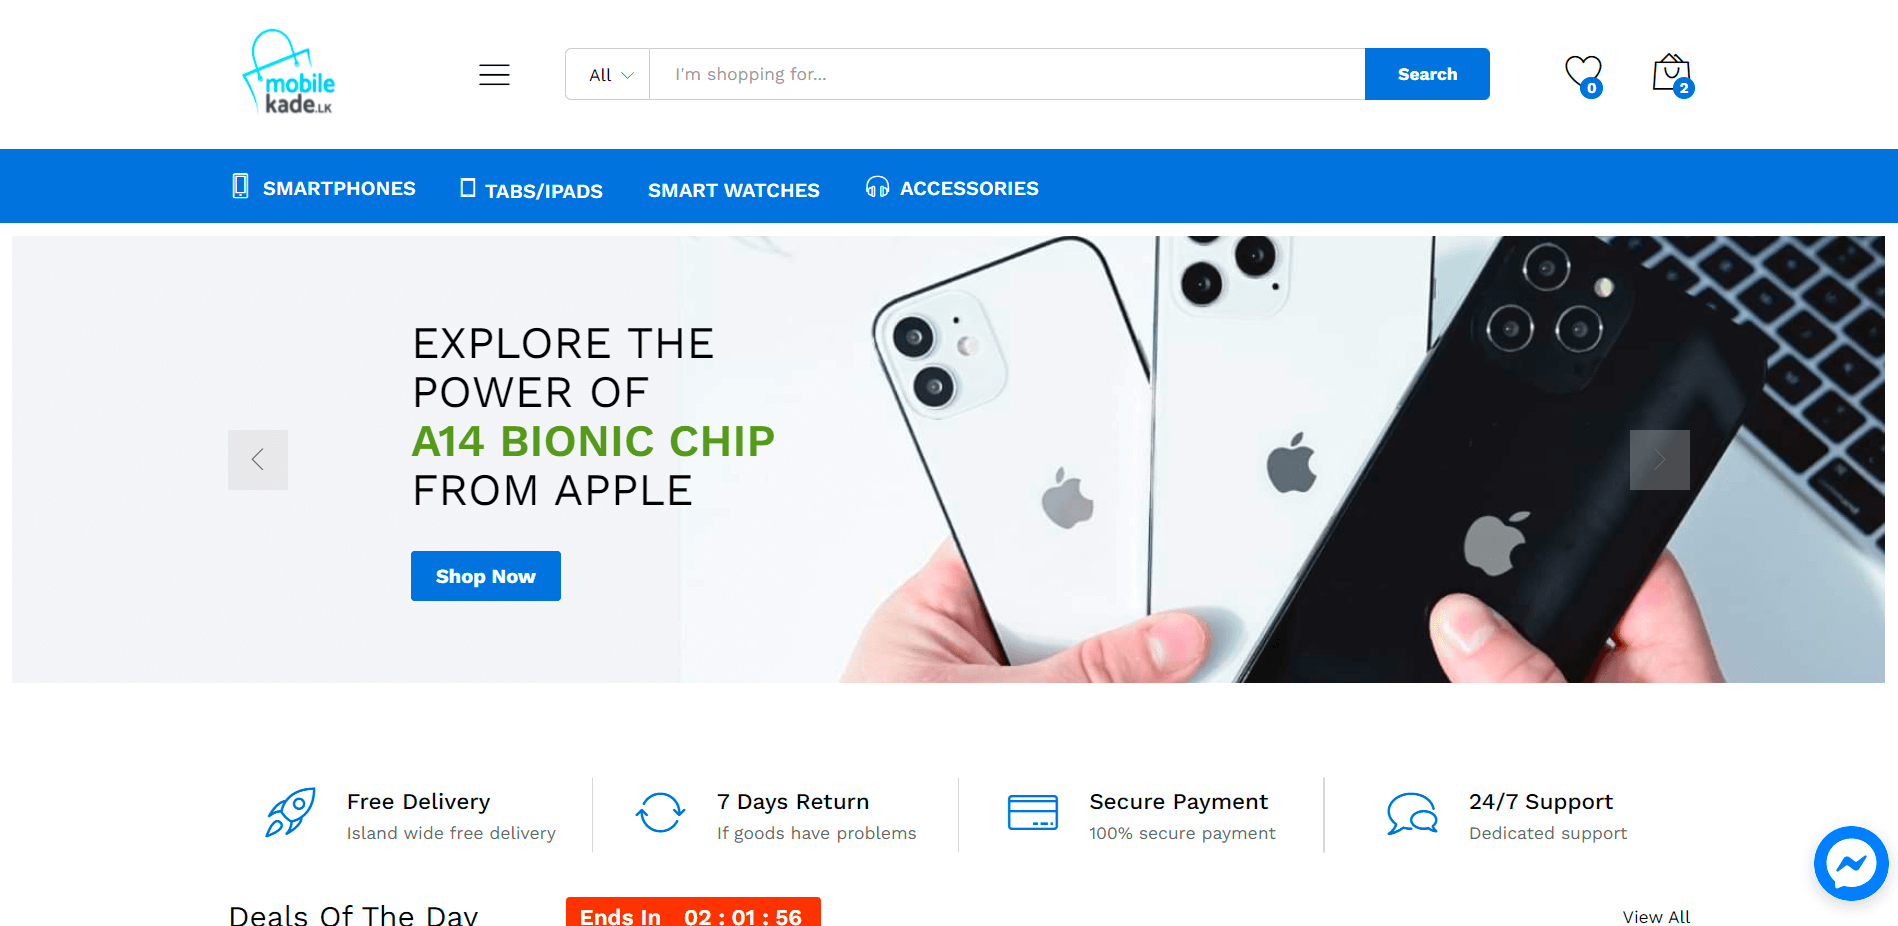 mobile
kade.LK
All
I'm shopping for...
Search
0
2
SMARTPHONES
TABS/IPADS
SMART WATCHES
ACCESSORIES
EXPLORE THE
POWER OF
A14 BIONIC CHIP
FROM APPLE
Shop Now
Free Delivery
Island wide free delivery
7 Days Return
If goods have problems
Secure Payment
100% secure payment
24/7 Support
Dedicated support
Deals Of The Day
Ends In 02 : 01 : 56
View All